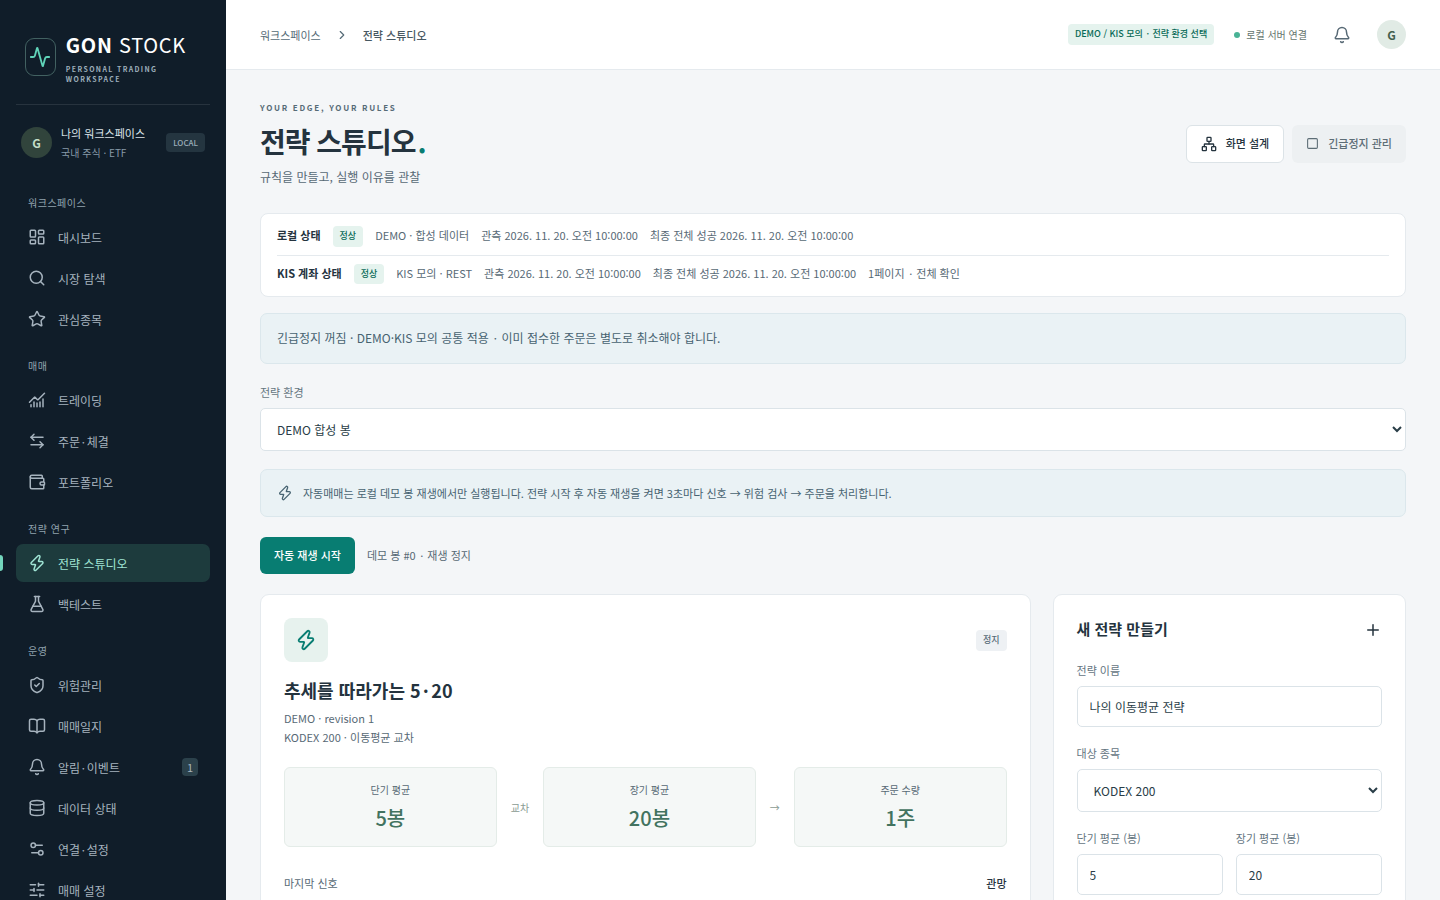 GON STOCK
PERSONAL TRADING
WORKSPACE
G
나의 워크스페이스
국내 주식 · ETF
LOCAL
워크스페이스
대시보드
시장 탐색
관심종목
매매
트레이딩
주문·체결
포트폴리오
전략 연구
전략 스튜디오
백테스트
운영
위험관리
매매일지
알림·이벤트
1
데이터 상태
연결·설정
매매 설정
워크스페이스
전략 스튜디오
DEMO / KIS 모의 · 전략 환경 선택
로컬 서버 연결
G
YOUR EDGE, YOUR RULES
전략 스튜디오.
규칙을 만들고, 실행 이유를 관찰
화면 설계
긴급정지 관리
로컬 상태 정상 DEMO · 합성 데이터 관측 2026. 11. 20. 오전 10:00:00 최종 전체 성공 2026. 11. 20. 오전 10:00:00
KIS 계좌 상태 정상 KIS 모의 · REST 관측 2026. 11. 20. 오전 10:00:00 최종 전체 성공 2026. 11. 20. 오전 10:00:00 1페이지 · 전체 확인
긴급정지 꺼짐 · DEMO·KIS 모의 공통 적용 · 이미 접수한 주문은 별도로 취소해야 합니다.
전략 환경
DEMO 합성 봉
자동매매는 로컬 데모 봉 재생에서만 실행됩니다. 전략 시작 후 자동 재생을 켜면 3초마다 신호 → 위험 검사 → 주문을 처리합니다.
자동 재생 시작
데모 봉 #0 · 재생 정지
정지
추세를 따라가는 5·20
DEMO · revision 1
KODEX 200 · 이동평균 교차
단기 평균
5봉
교차
장기 평균
20봉
→
주문 수량
1주
마지막 신호
관망
새 전략 만들기
전략 이름
나의 이동평균 전략
대상 종목
KODEX 200
단기 평균 (봉)
장기 평균 (봉)
5
20